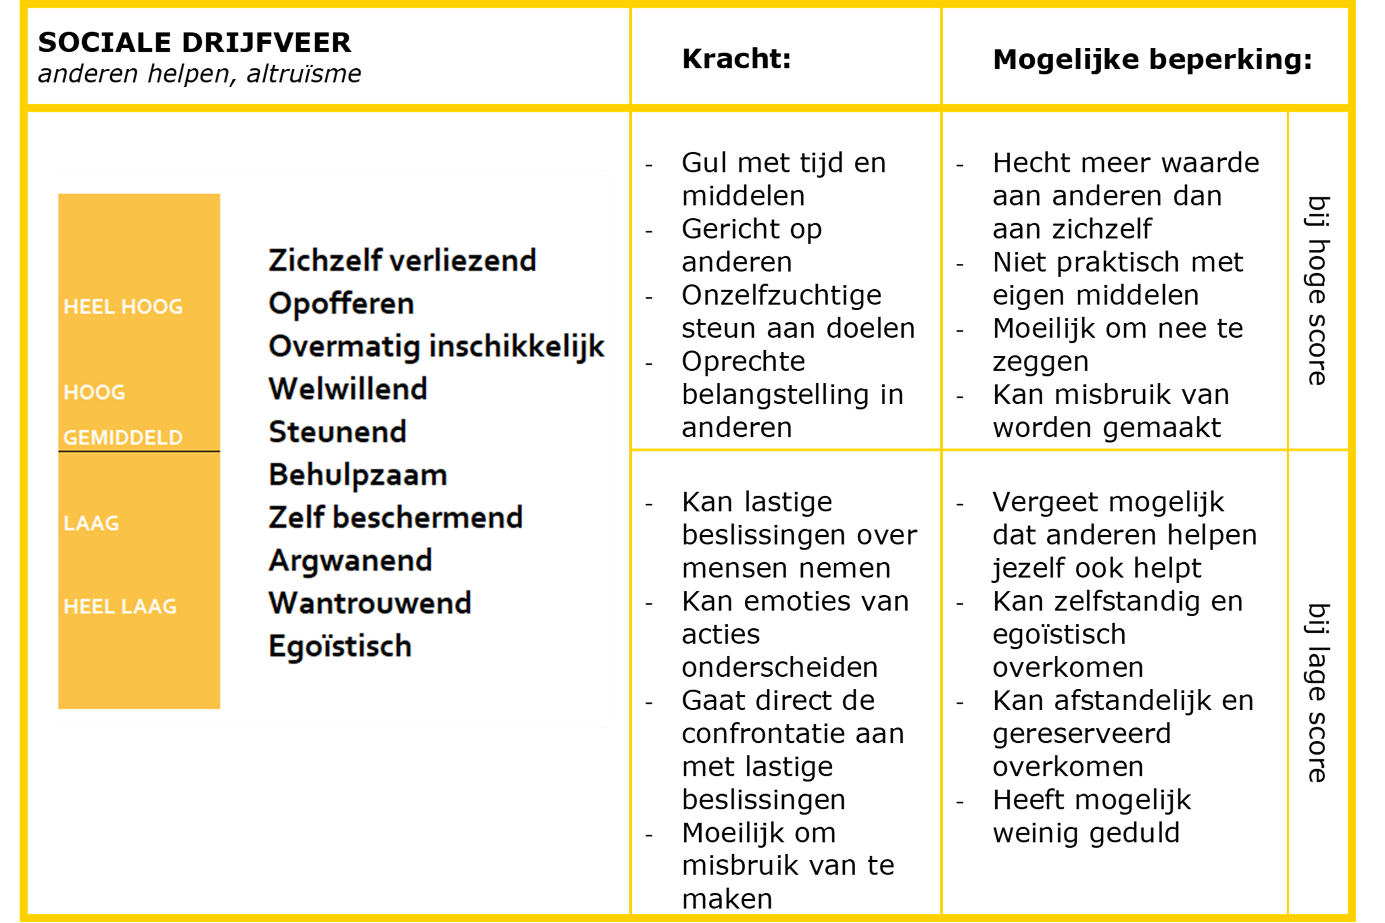 SOCIALE DRIJFVEER
anderen helpen, altruïsme
Kracht:
Mogelijke beperking:
HEEL HOOG
HOOG
GEMIDDELD
LAAG
HEEL LAAG
Zichzelf verliezend
Opofferen
Overmatig inschikkelijk
Welwillend
Steunend
Behulpzaam
Zelf beschermend
Argwanend
Wantrouwend
Egoïstisch
- Gul met tijd en
middelen
- Gericht op
anderen
- Onzelfzuchtige
steun aan doelen
- Oprechte
belangstelling in
anderen
- Hecht meer waarde
aan anderen dan
aan zichzelf
- Niet praktisch met
eigen middelen
- Moeilijk om nee te
zeggen
- Kan misbruik van
worden gemaakt
bij hoge score
- Kan lastige
beslissingen over
mensen nemen
- Kan emoties van
acties
onderscheiden
- Gaat direct de
confrontatie aan
met lastige
beslissingen
- Moeilijk om
misbruik van te
maken
- Vergeet mogelijk
dat anderen helpen
jezelf ook helpt
- Kan zelfstandig en
egoïstisch
overkomen
- Kan afstandelijk en
gereserveerd
overkomen
- Heeft mogelijk
weinig geduld
bij lage score